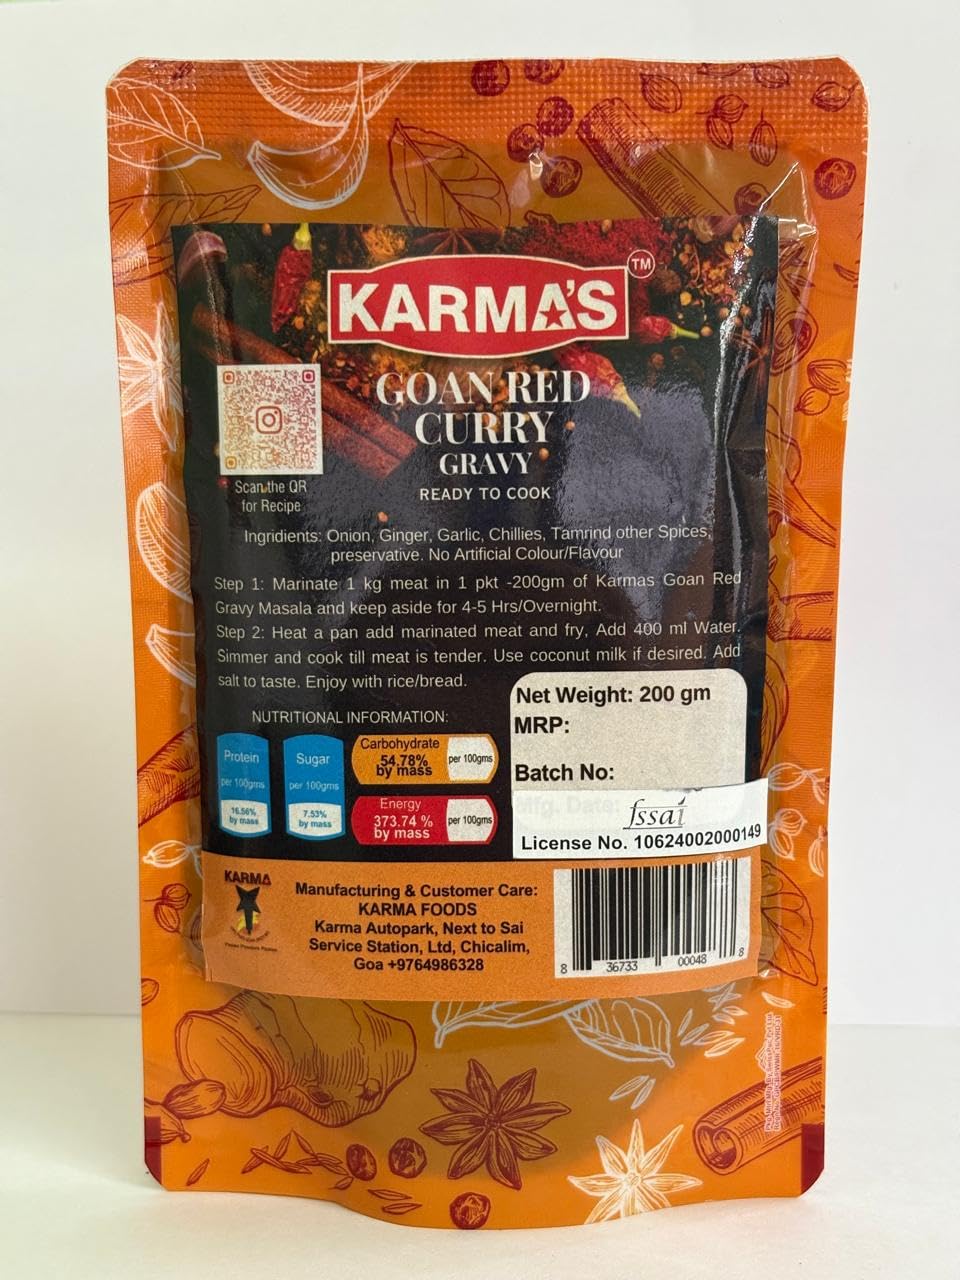 KARMA'S TM
GOAN RED
CURRY
GRAVY
READY TO COOK
Scan the QR
for Recipe
Ingridients: Onion, Ginger, Garlic, Chillies, Tamrind other Spices,
preservative. No Artificial Colour/Flavour
Step 1: Marinate 1 kg meat in 1 pkt -200gm of Karmas Goan Red
Gravy Masala and keep aside for 4-5 Hrs/Overnight.
Step 2: Heat a pan add marinated meat and fry, Add 400 ml Water.
Simmer and cook till meat is tender. Use coconut milk if desired. Add
salt to taste. Enjoy with rice/bread.
NUTRITIONAL INFORMATION:
Protein
per 100gms
16.56%
by mass
Sugar
per 100gms
7.53%
by mass
Carbohydrate
54.78%
by mass
per 100gms
Energy
373.74 %
by mass
per 100gms
Net Weight: 200 gm
MRP:
Batch No:
Mfg. Date:
fssai
License No. 10624002000149
KARMA
Manufacturing & Customer Care:
KARMA FOODS
Karma Autopark, Next to Sai
Service Station, Ltd, Chicalim,
Goa +9764986328
8 36733 00048 8